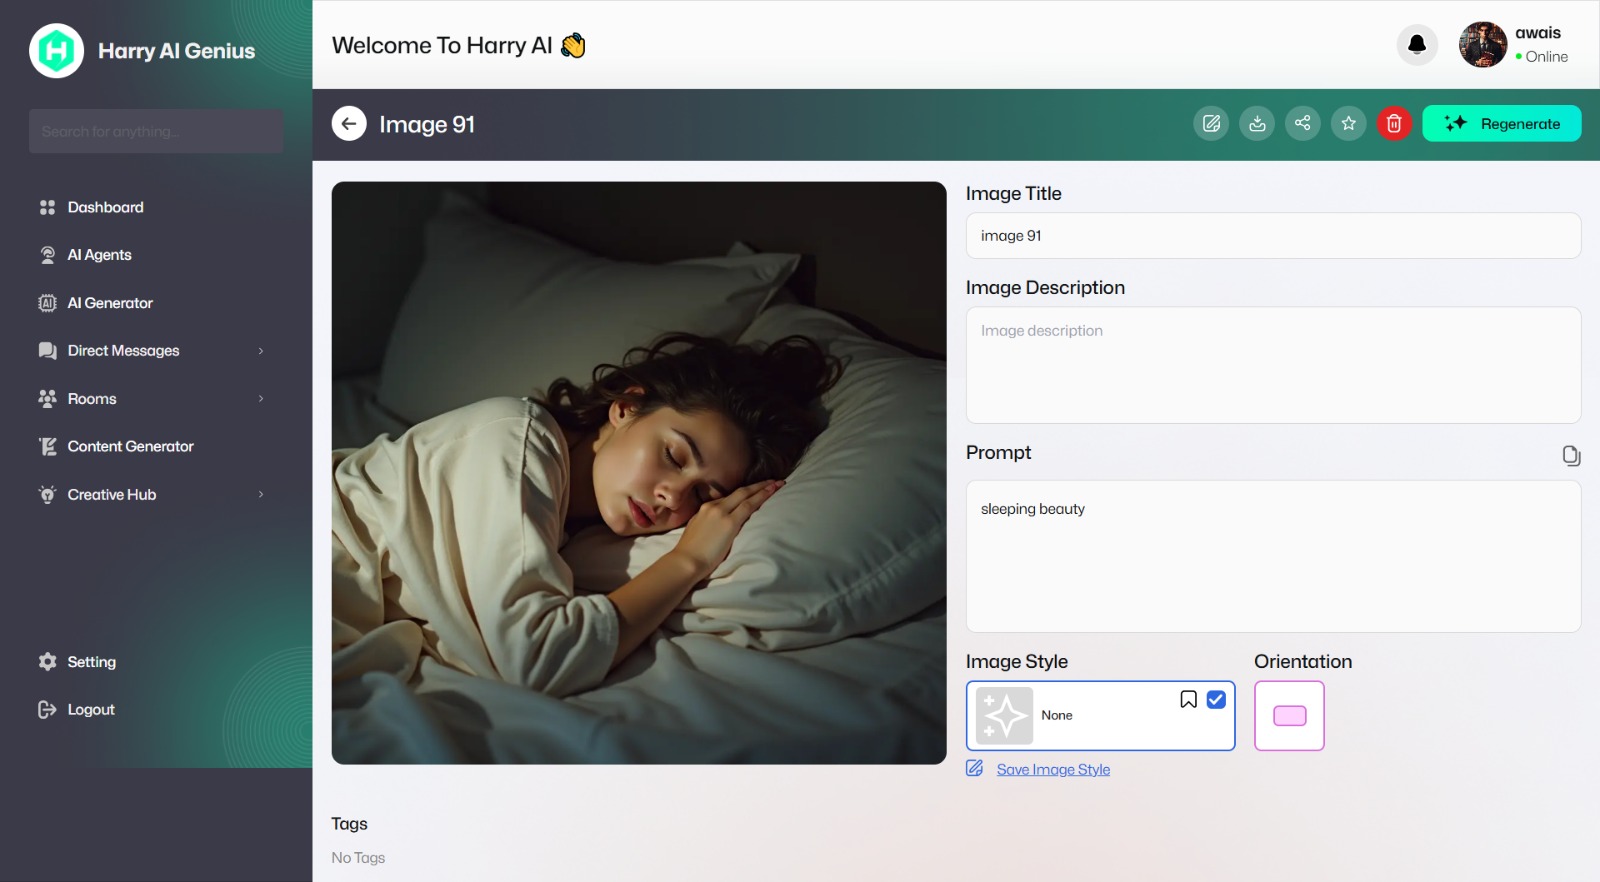 Harry AI Genius
Search for anything...
Dashboard
AI Agents
AI Generator
Direct Messages
Rooms
Content Generator
Creative Hub
Setting
Logout
Welcome To Harry AI 👋
awais
Online
Image 91
Regenerate
Image Title
image 91
Image Description
Image description
Prompt
sleeping beauty
Image Style
Orientation
None
Save Image Style
Tags
No Tags